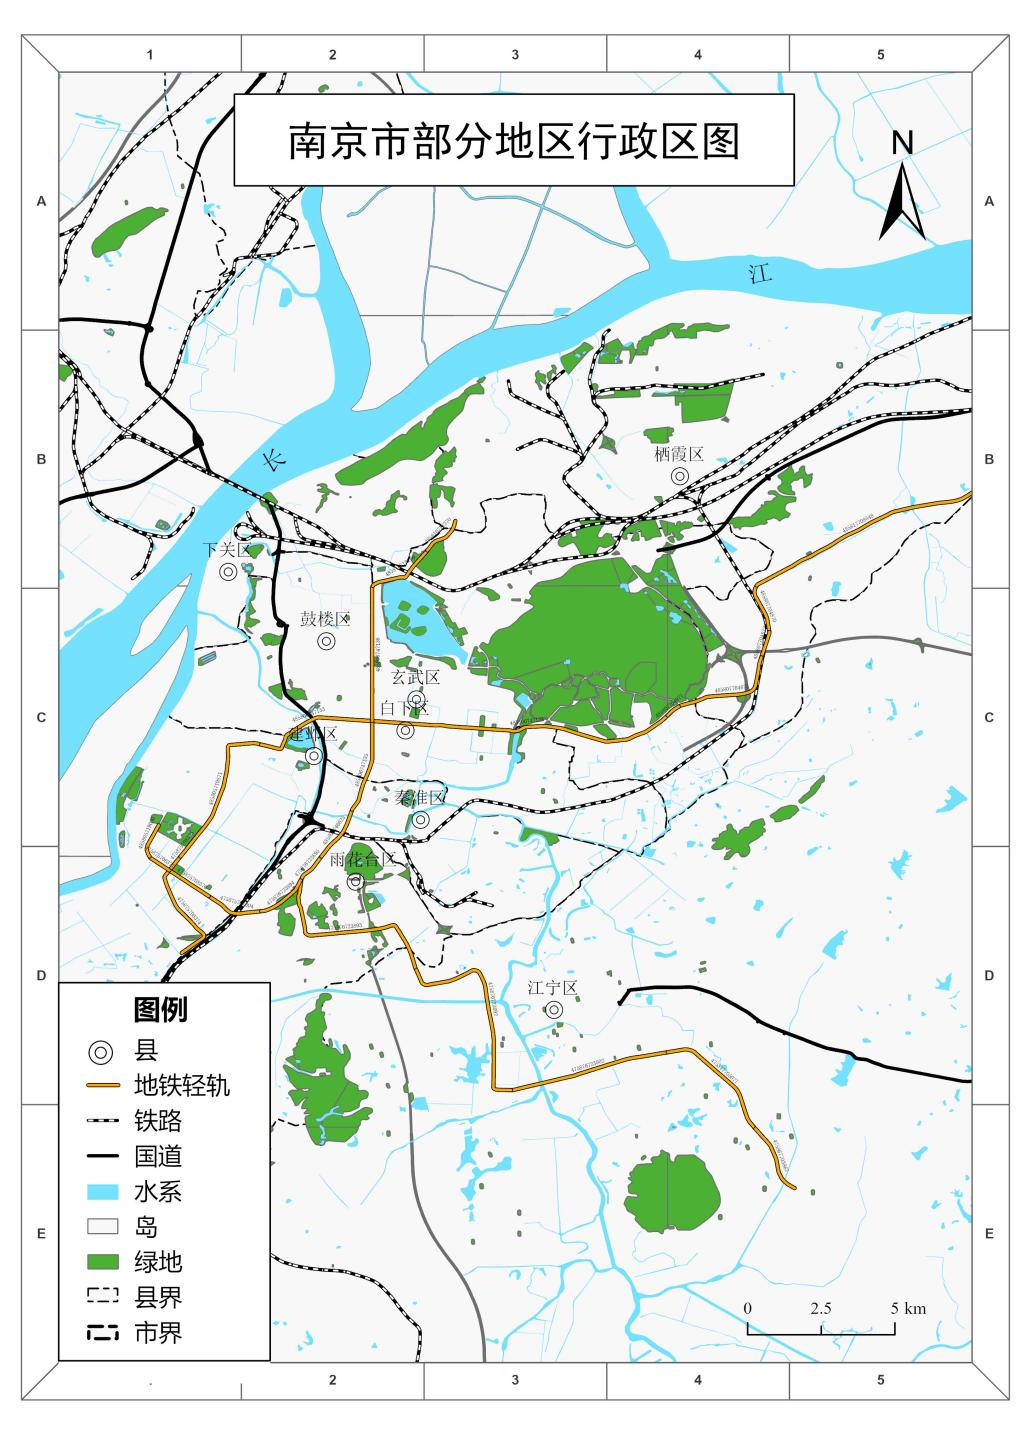 1 2 3 4 5
南京市部分地区行政区图
N
A A
江
B B
长
栖霞区
下关区
鼓楼区
玄武区
白下区
C C
建邺区
秦淮区
雨花台区
D D
江宁区
图例
县
地铁轻轨
铁路
国道
水系
岛
绿地
县界
市界
E E
0 2.5 5 km
2 3 4 5